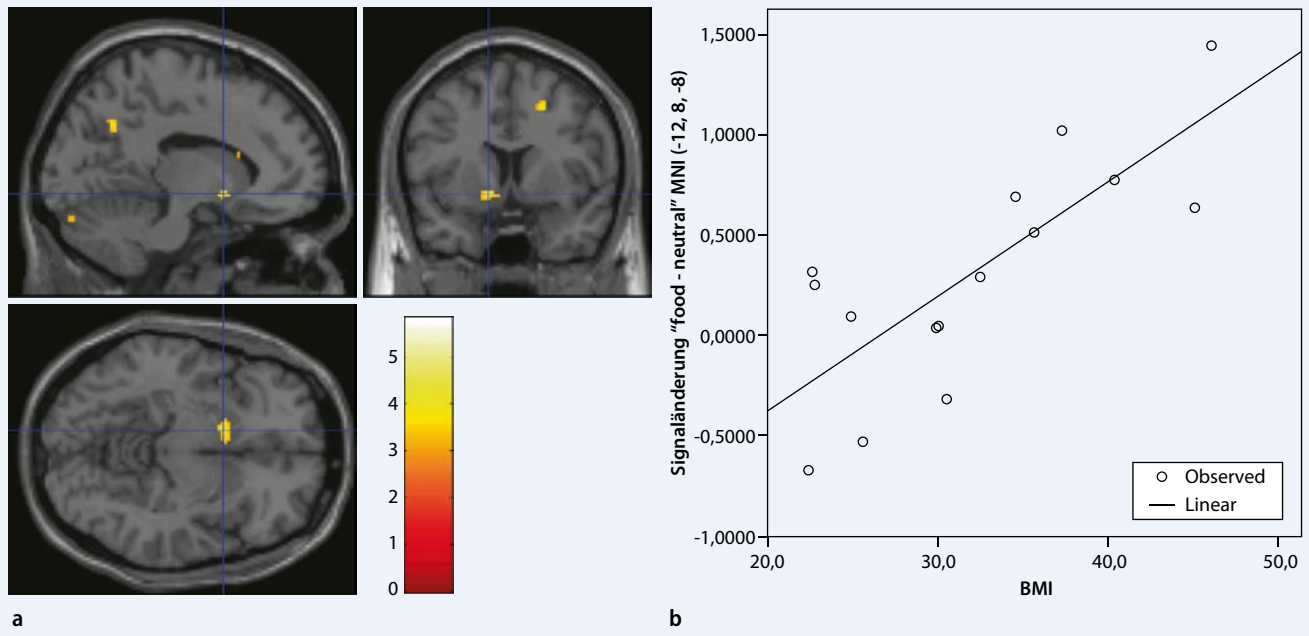 5
4
3
2
1
0
a
Signaländerung “food - neutral” MNI (-12, 8, -8)
1,5000
1,0000
0,5000
0,0000
-0,5000
-1,0000
20,0
30,0
40,0
50,0
BMI
Observed
Linear
b